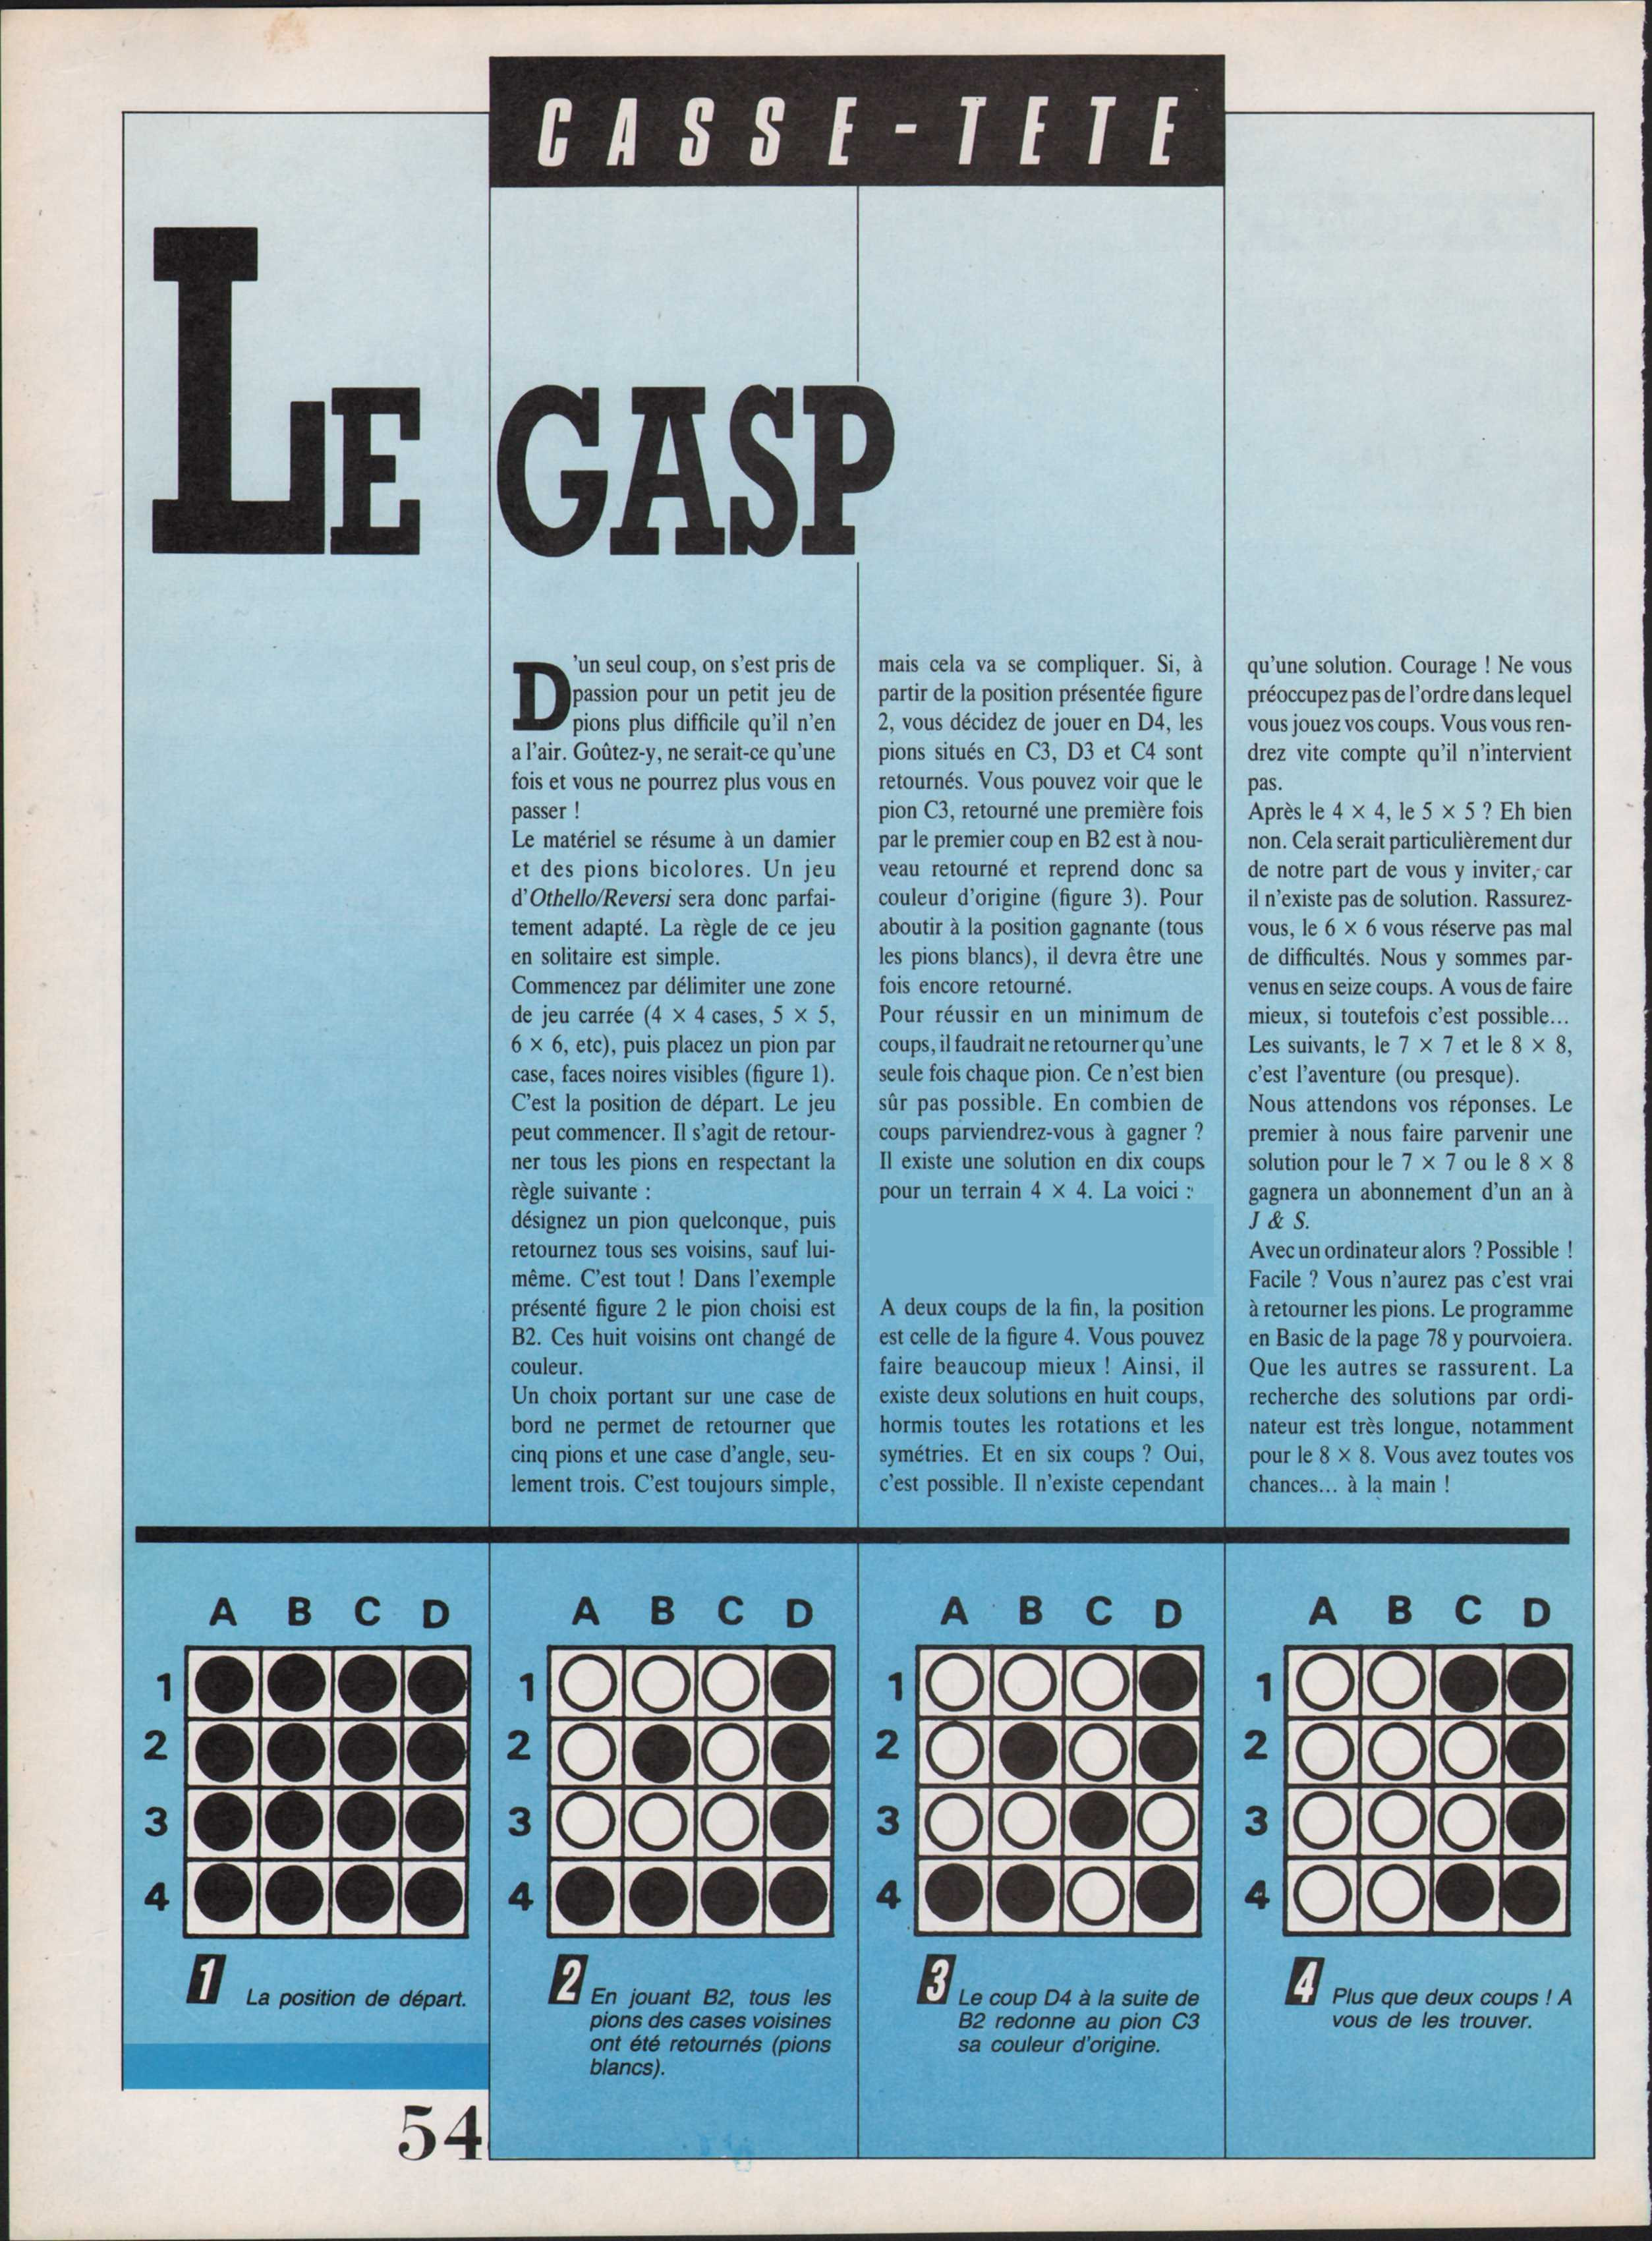 CASSE-TETE
LE GASP
D'un seul coup, on s'est pris de
passion pour un petit jeu de
pions plus difficile qu'il n'en
a l'air. Goûtez-y, ne serait-ce qu'une
fois et vous ne pourrez plus vous en
passer !
Le matériel se résume à un damier
et des pions bicolores. Un jeu
d'Othello/Reversi sera donc parfai-
tement adapté. La règle de ce jeu
en solitaire est simple.
Commencez par délimiter une zone
de jeu carrée (4 × 4 cases, 5 × 5,
6 × 6, etc), puis placez un pion par
case, faces noires visibles (figure 1).
C'est la position de départ. Le jeu
peut commencer. Il s'agit de retour-
ner tous les pions en respectant la
règle suivante :
désignez un pion quelconque, puis
retournez tous ses voisins, sauf lui-
même. C'est tout ! Dans l'exemple
présenté figure 2 le pion choisi est
B2. Ces huit voisins ont changé de
couleur.
Un choix portant sur une case de
bord ne permet de retourner que
cinq pions et une case d'angle, seu-
lement trois. C'est toujours simple,
mais cela va se compliquer. Si, à
partir de la position présentée figure
2, vous décidez de jouer en D4, les
pions situés en C3, D3 et C4 sont
retournés. Vous pouvez voir que le
pion C3, retourné une première fois
par le premier coup en B2 est à nou-
veau retourné et reprend donc sa
couleur d'origine (figure 3). Pour
aboutir à la position gagnante (tous
les pions blancs), il devra être une
fois encore retourné.
Pour réussir en un minimum de
coups, il faudrait ne retourner qu'une
seule fois chaque pion. Ce n'est bien
sûr pas possible. En combien de
coups parviendrez-vous à gagner ?
Il existe une solution en dix coups
pour un terrain 4 × 4. La voici :
A deux coups de la fin, la position
est celle de la figure 4. Vous pouvez
faire beaucoup mieux ! Ainsi, il
existe deux solutions en huit coups,
hormis toutes les rotations et les
symétries. Et en six coups ? Oui,
c'est possible. Il n'existe cependant
qu'une solution. Courage ! Ne vous
préoccupez pas de l'ordre dans lequel
vous jouez vos coups. Vous vous ren-
drez vite compte qu'il n'intervient
pas.
Après le 4 × 4, le 5 × 5 ? Eh bien
non. Cela serait particulièrement dur
de notre part de vous y inviter, car
il n'existe pas de solution. Rassurez-
vous, le 6 × 6 vous réserve pas mal
de difficultés. Nous y sommes par-
venus en seize coups. A vous de faire
mieux, si toutefois c'est possible...
Les suivants, le 7 × 7 et le 8 × 8,
c'est l'aventure (ou presque).
Nous attendons vos réponses. Le
premier à nous faire parvenir une
solution pour le 7 × 7 ou le 8 × 8
gagnera un abonnement d'un an à
J & S.
Avec un ordinateur alors ? Possible !
Facile ? Vous n'aurez pas c'est vrai
à retourner les pions. Le programme
en Basic de la page 78 y pourvoiera.
Que les autres se rassurent. La
recherche des solutions par ordi-
nateur est très longue, notamment
pour le 8 × 8. Vous avez toutes vos
chances... à la main !
A B C D
1
2
3
4
1 La position de départ.
A B C D
1
2
3
4
2 En jouant B2, tous les
pions des cases voisines
ont été retournés (pions
blancs).
A B C D
1
2
3
4
3 Le coup D4 à la suite de
B2 redonne au pion C3
sa couleur d'origine.
A B C D
1
2
3
4
4 Plus que deux coups ! A
vous de les trouver.
54